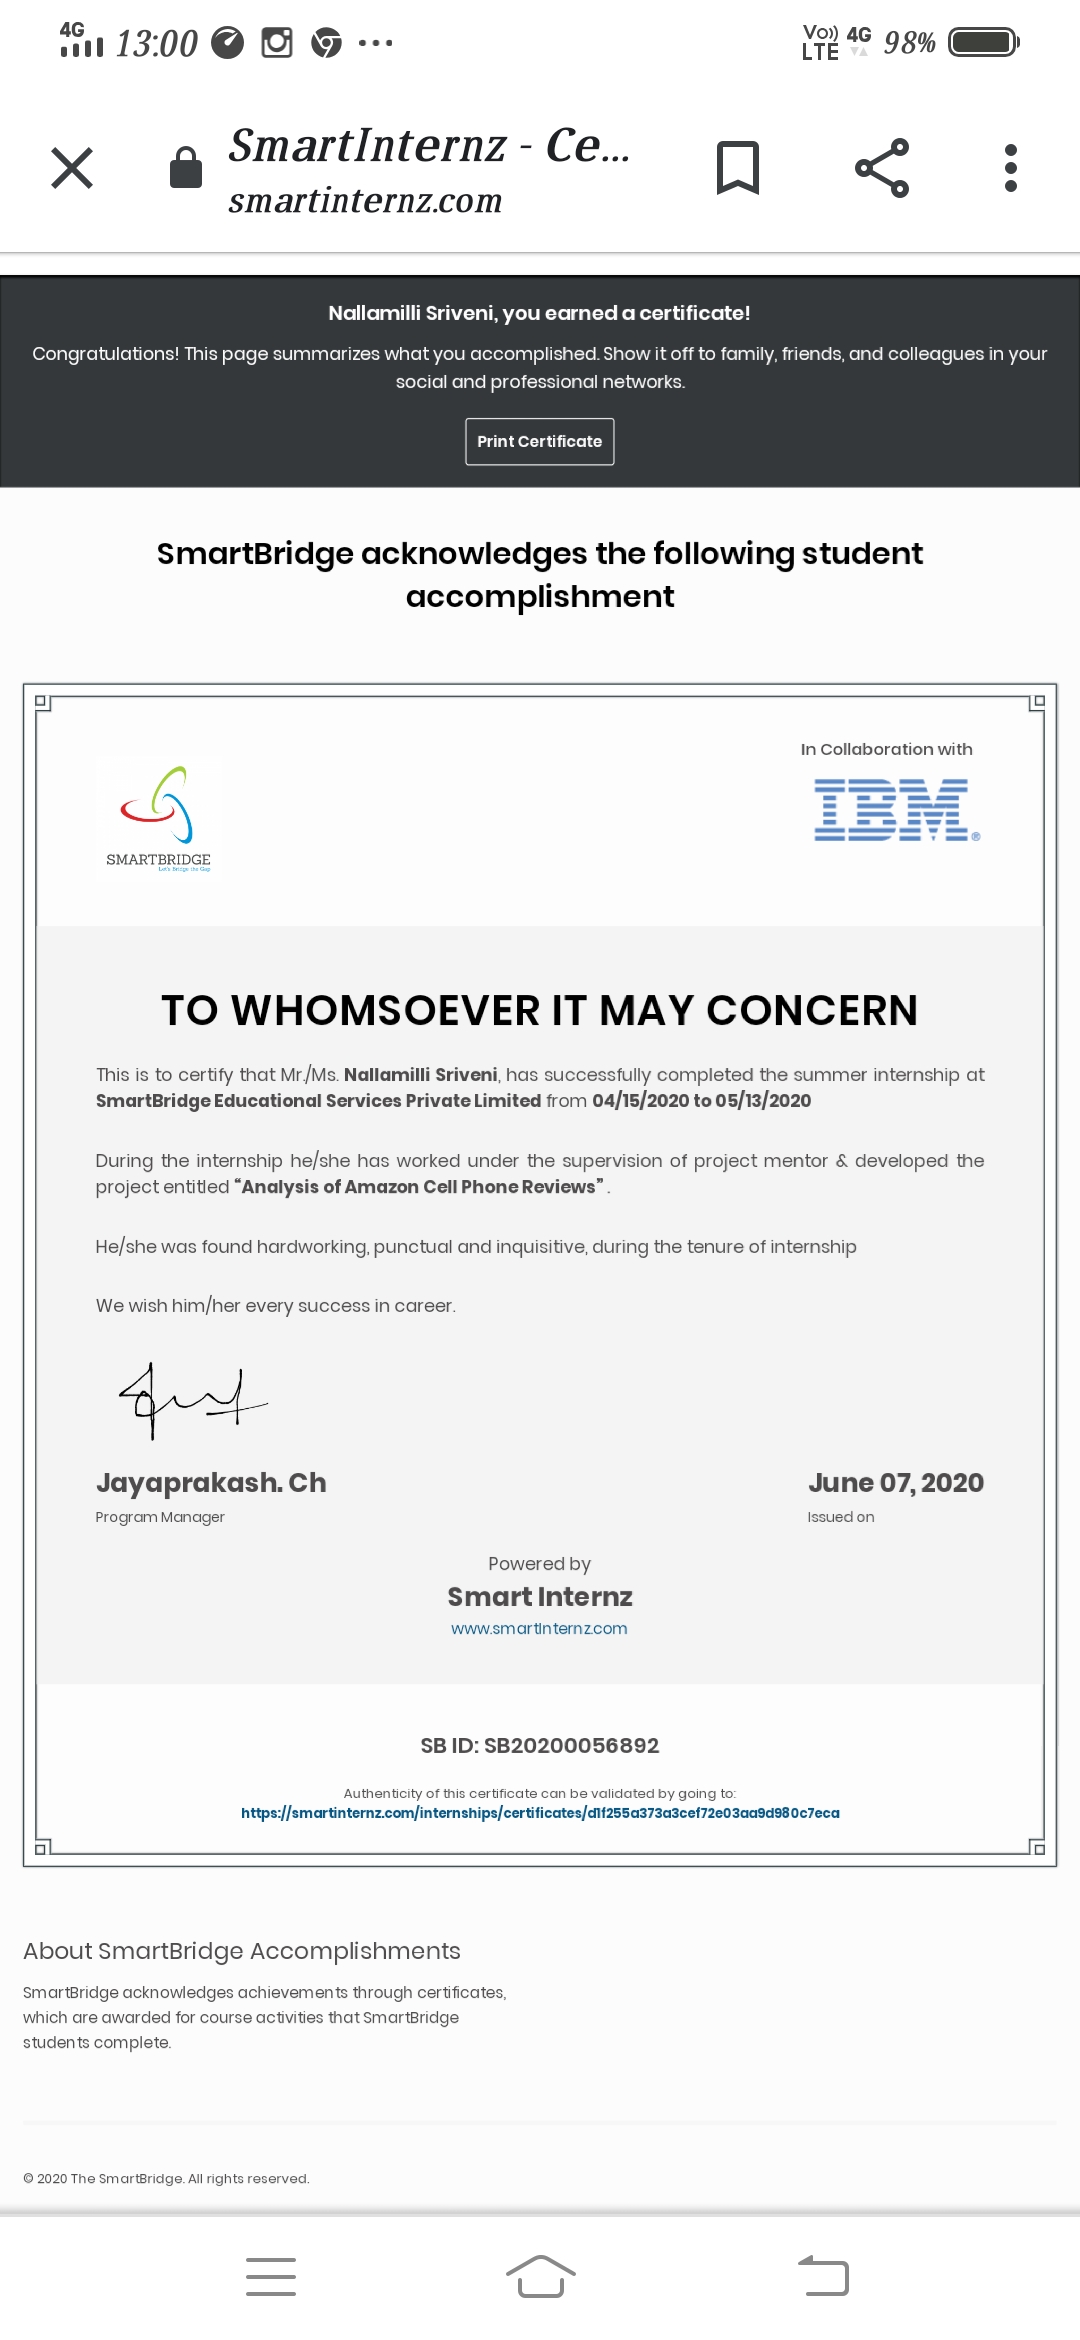 4G 13:00 Vo)) LTE 4G 98%
SmartInternz - Ce...
smartinternz.com
Nallamilli Sriveni, you earned a certificate!
Congratulations! This page summarizes what you accomplished. Show it off to family, friends, and colleagues in your
social and professional networks.
Print Certificate
SmartBridge acknowledges the following student
accomplishment
In Collaboration with
IBM®
SMARTBRIDGE
Let's Bridge the Gap
TO WHOMSOEVER IT MAY CONCERN
This is to certify that Mr./Ms. Nallamilli Sriveni, has successfully completed the summer internship at
SmartBridge Educational Services Private Limited from 04/15/2020 to 05/13/2020
During the internship he/she has worked under the supervision of project mentor & developed the
project entitled “Analysis of Amazon Cell Phone Reviews” .
He/she was found hardworking, punctual and inquisitive, during the tenure of internship
We wish him/her every success in career.
Jayaprakash. Ch
Program Manager
June 07, 2020
Issued on
Powered by
Smart Internz
www.smartInternz.com
SB ID: SB20200056892
Authenticity of this certificate can be validated by going to:
https://smartinternz.com/internships/certificates/d1f255a373a3cef72e03aa9d980c7eca
About SmartBridge Accomplishments
SmartBridge acknowledges achievements through certificates,
which are awarded for course activities that SmartBridge
students complete.
© 2020 The SmartBridge. All rights reserved.